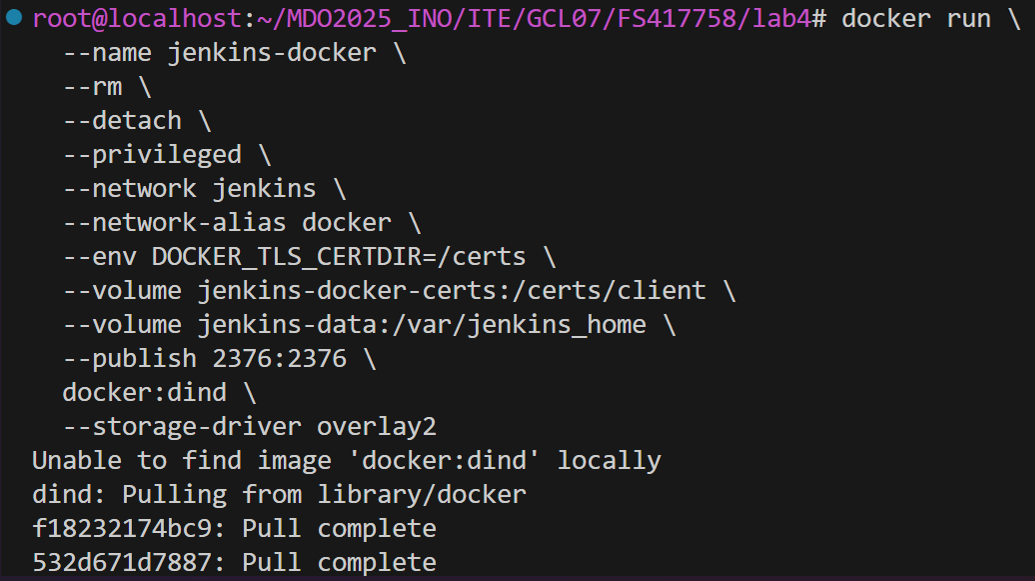 root@localhost:~/MDO2025_INO/ITE/GCL07/FS417758/lab4# docker run \
  --name jenkins-docker \
  --rm \
  --detach \
  --privileged \
  --network jenkins \
  --network-alias docker \
  --env DOCKER_TLS_CERTDIR=/certs \
  --volume jenkins-docker-certs:/certs/client \
  --volume jenkins-data:/var/jenkins_home \
  --publish 2376:2376 \
  docker:dind \
  --storage-driver overlay2
Unable to find image 'docker:dind' locally
dind: Pulling from library/docker
f18232174bc9: Pull complete
532d671d7887: Pull complete